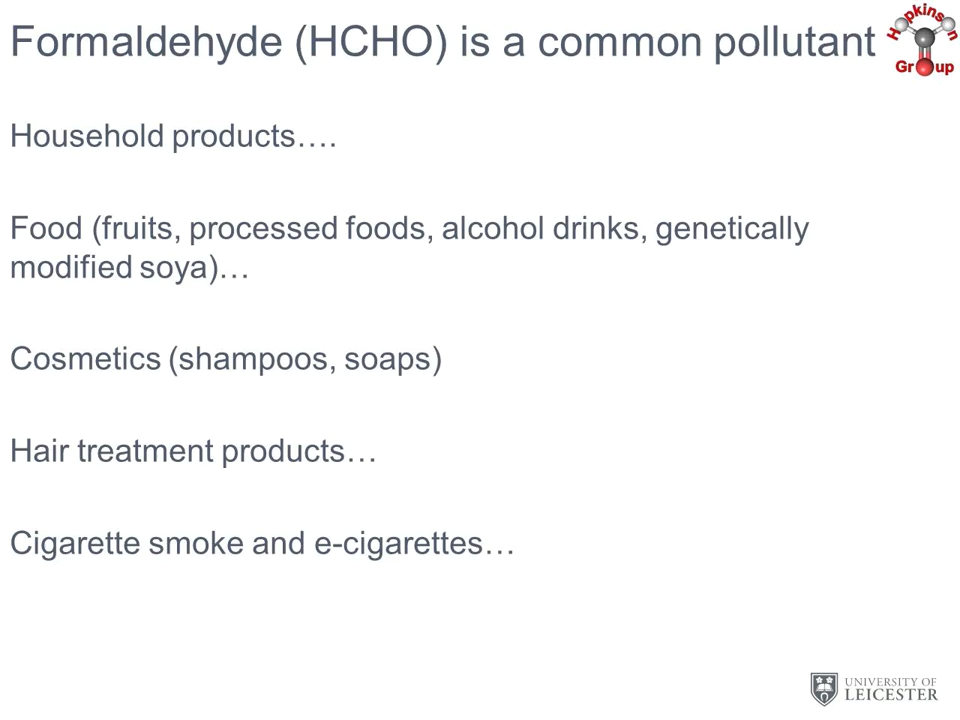 Formaldehyde (HCHO) is a common pollutant
Hopkinson
Group
Household products….
Food (fruits, processed foods, alcohol drinks, genetically
modified soya)…
Cosmetics (shampoos, soaps)
Hair treatment products…
Cigarette smoke and e-cigarettes…
UNIVERSITY OF
LEICESTER